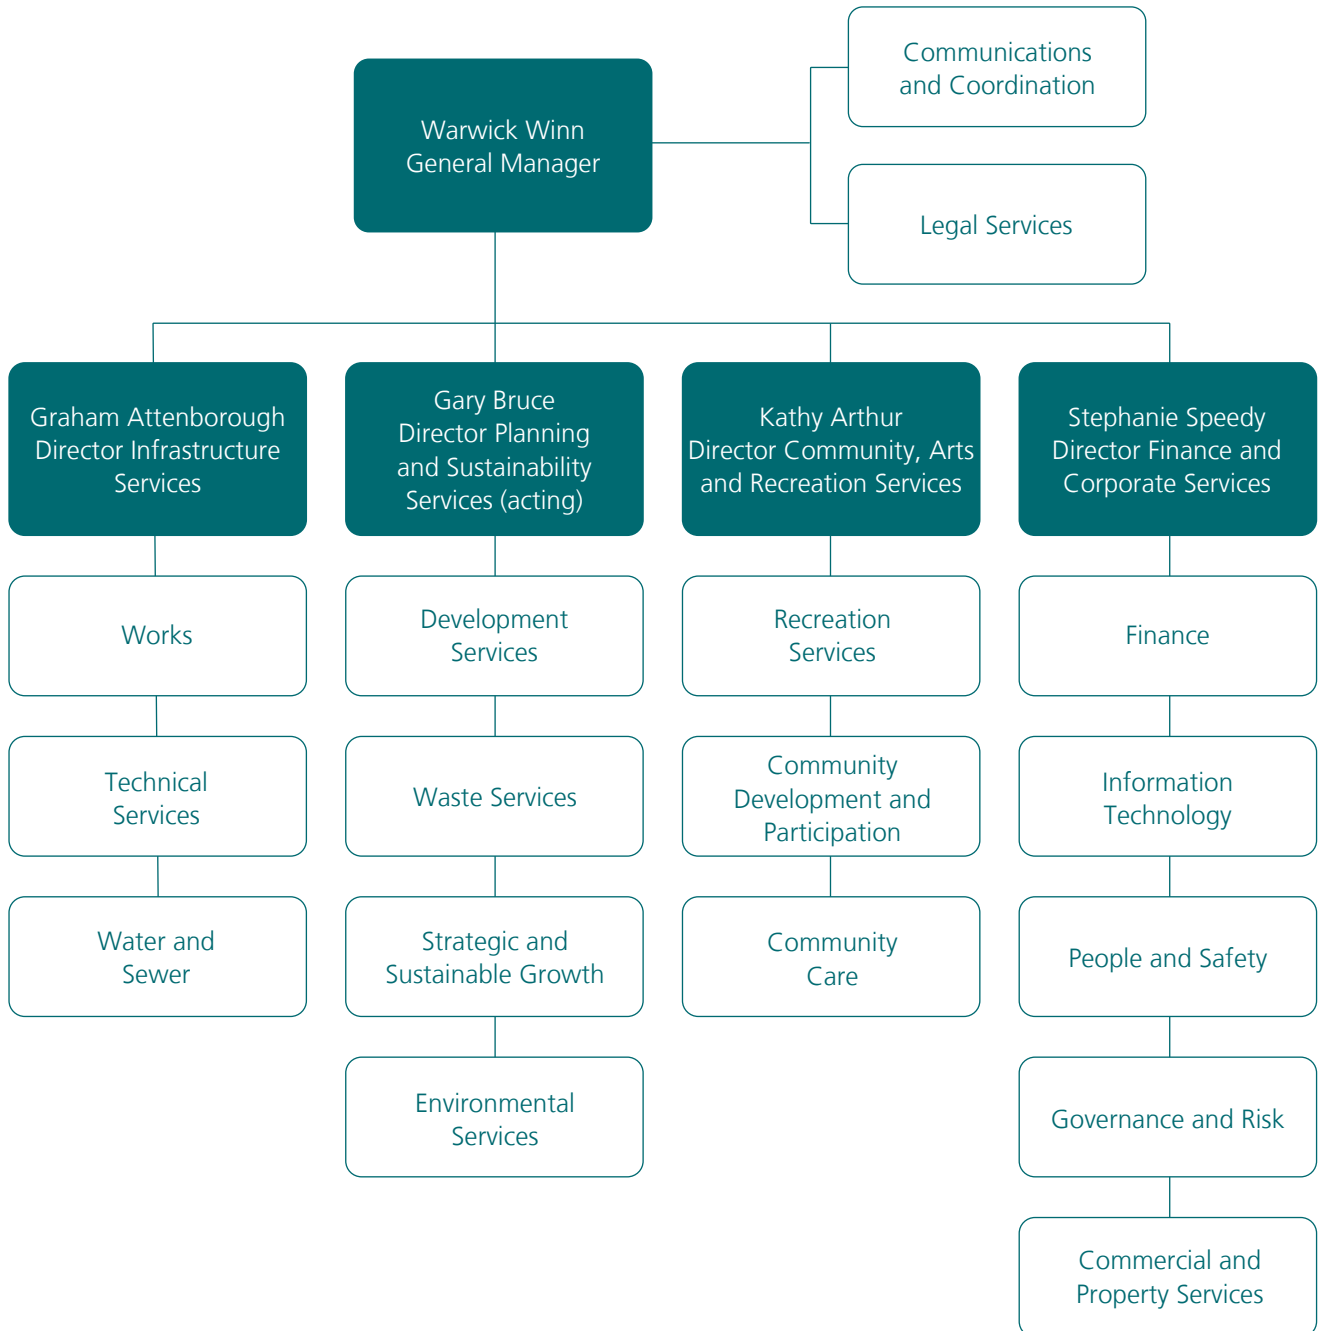 Communications
and Coordination
Warwick Winn
General Manager
Legal Services
Graham Attenborough
Director Infrastructure
Services
Gary Bruce
Director Planning
and Sustainability
Services (acting)
Kathy Arthur
Director Community, Arts
and Recreation Services
Stephanie Speedy
Director Finance and
Corporate Services
Works
Development
Services
Recreation
Services
Finance
Technical
Services
Waste Services
Community
Development and
Participation
Information
Technology
Water and
Sewer
Strategic and
Sustainable Growth
Community
Care
People and Safety
Environmental
Services
Governance and Risk
Commercial and
Property Services